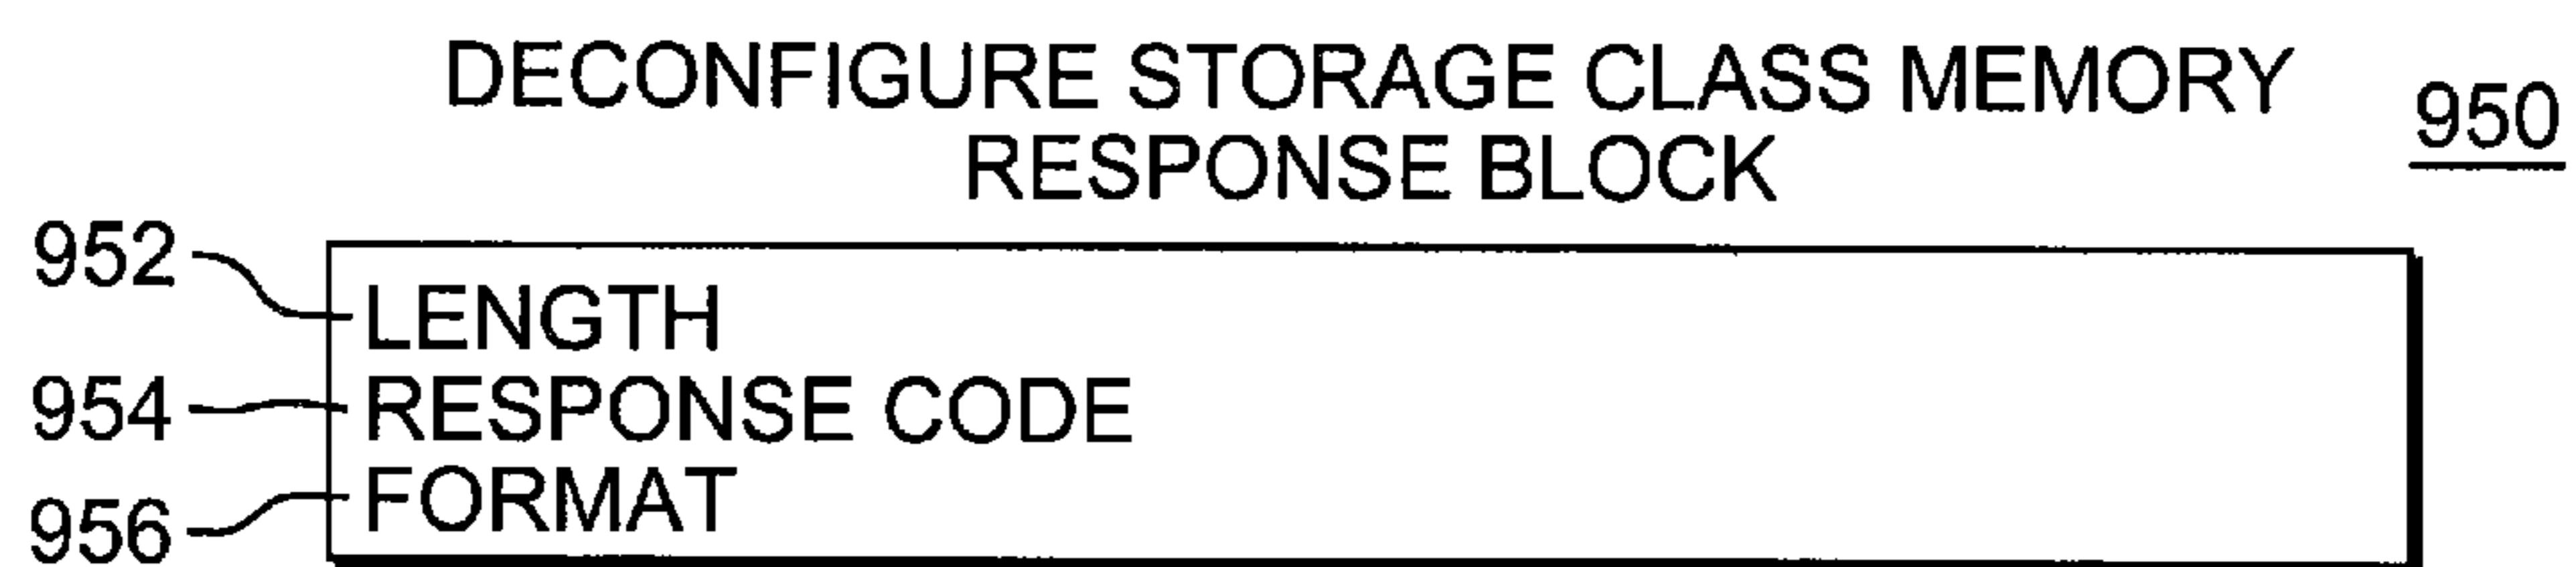 DECONFIGURE STORAGE CLASS MEMORY
RESPONSE BLOCK
950
952 LENGTH
954 RESPONSE CODE
956 FORMAT